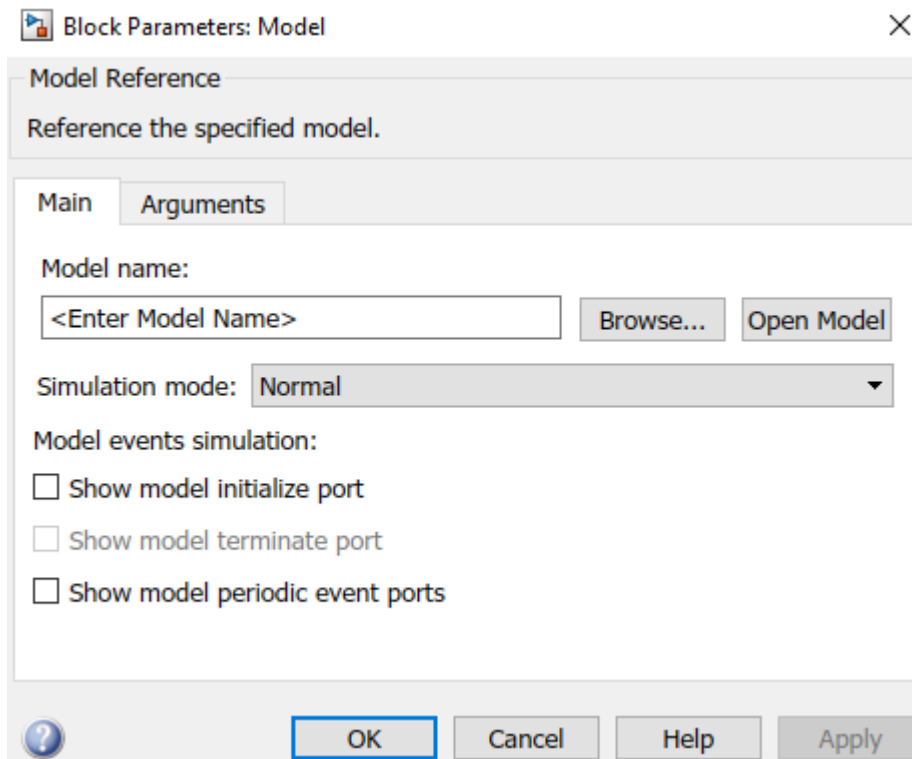 Block Parameters: Model
Model Reference
Reference the specified model.
Main Arguments
Model name:
<Enter Model Name> Browse... Open Model
Simulation mode: Normal
Model events simulation:
Show model initialize port
Show model terminate port
Show model periodic event ports
? OK Cancel Help Apply